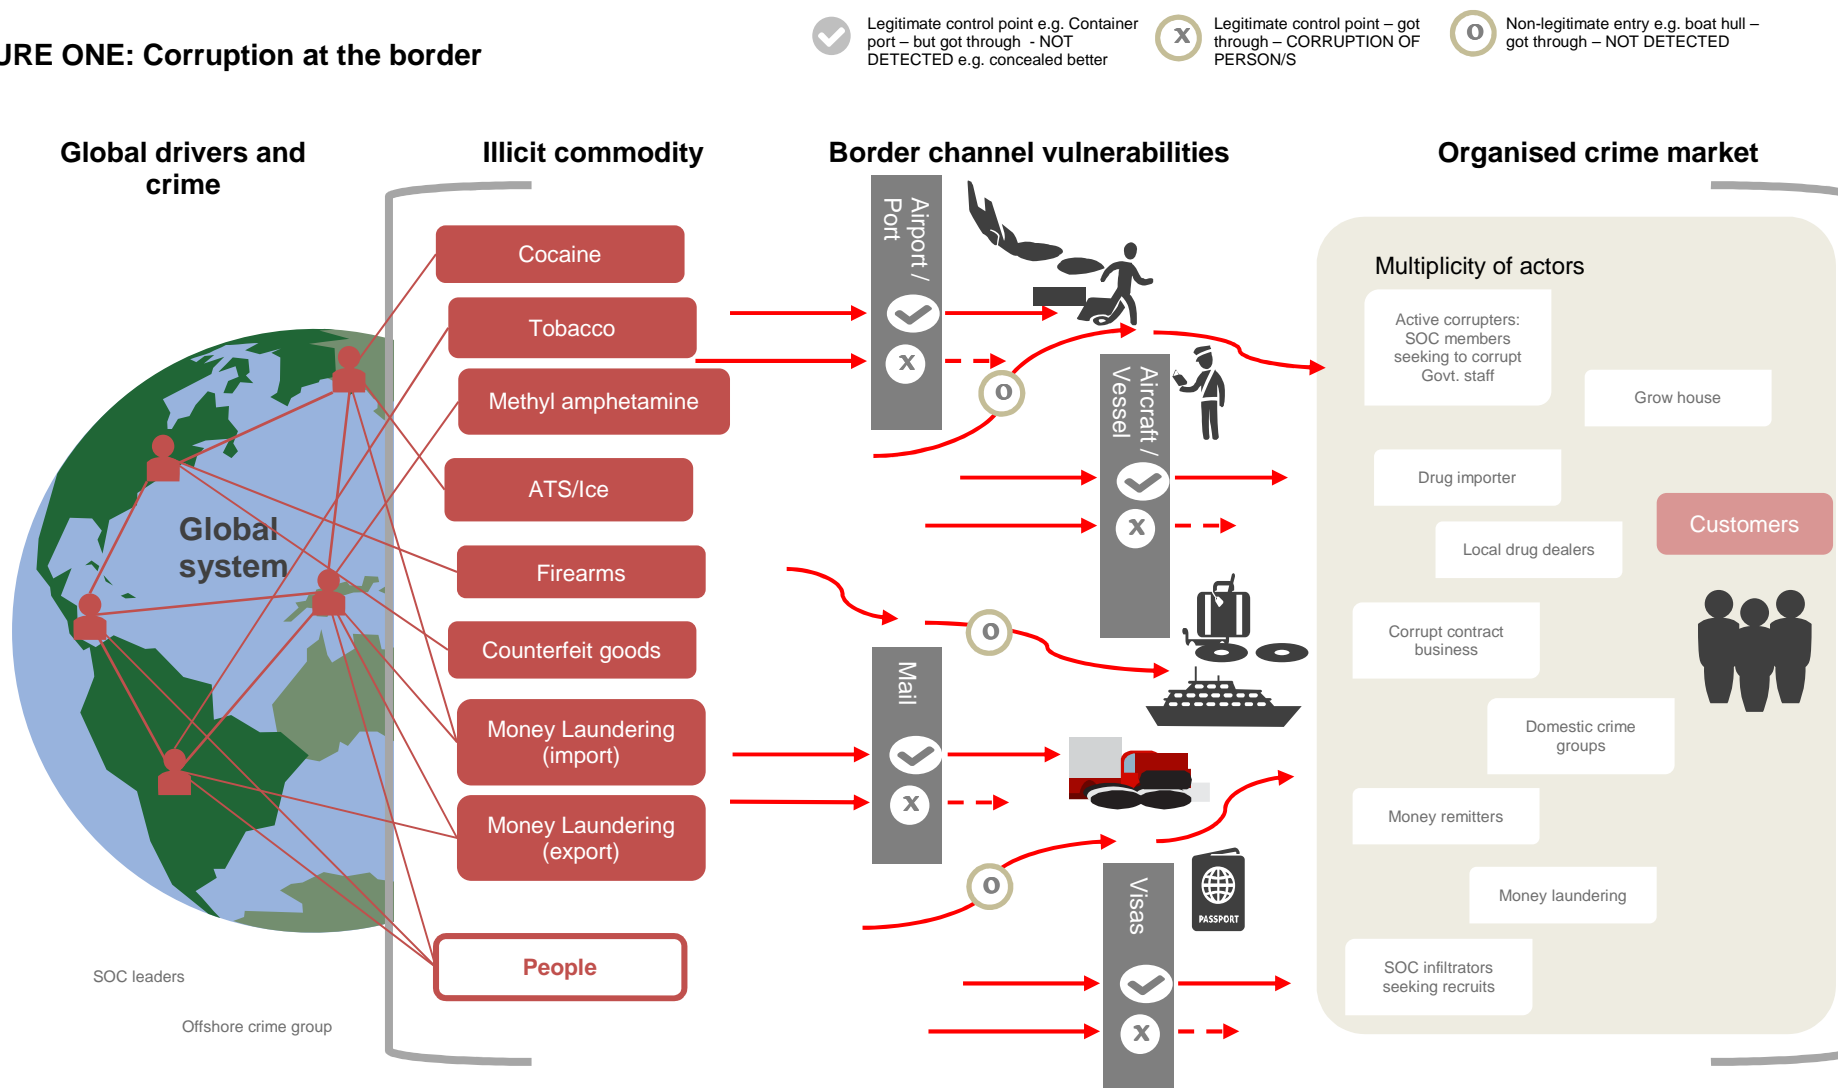 URE ONE: Corruption at the border
Legitimate control point e.g. Container
port – but got through  - NOT
DETECTED e.g. concealed better
x
Legitimate control point – got
through – CORRUPTION OF
PERSON/S
o
Non-legitimate entry e.g. boat hull –
got through – NOT DETECTED
Global drivers and
crime
Illicit commodity
Border channel vulnerabilities
Organised crime market
Global
system
SOC leaders
Offshore crime group
Cocaine
Tobacco
Methyl amphetamine
ATS/Ice
Firearms
Counterfeit goods
Money Laundering
(import)
Money Laundering
(export)
People
Airport /
Port
x
o
Aircraft /
Vessel
x
o
Mail
x
o
Visas
x
PASSPORT
Multiplicity of actors
Active corrupters:
SOC members
seeking to corrupt
Govt. staff
Grow house
Drug importer
Customers
Local drug dealers
Corrupt contract
business
Domestic crime
groups
Money remitters
Money laundering
SOC infiltrators
seeking recruits